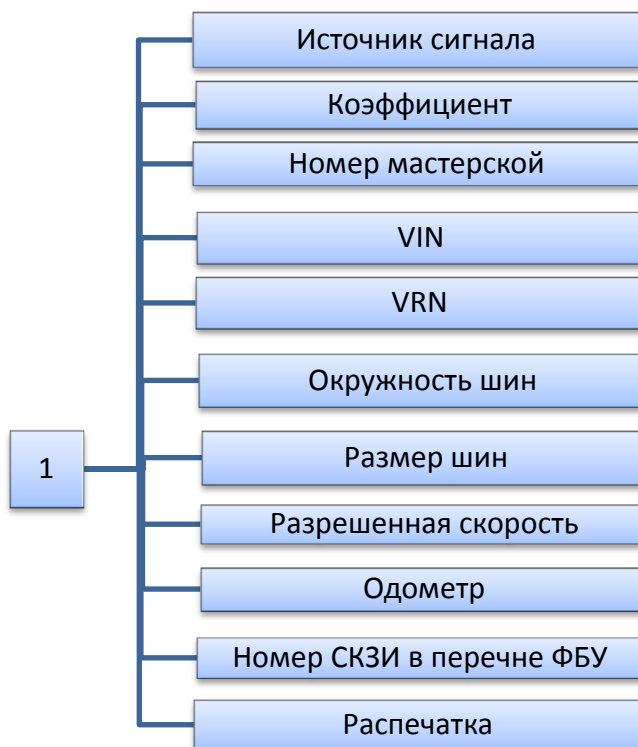 Источник сигнала
Коэффициент
Номер мастерской
VIN
VRN
Окружность шин
1
Размер шин
Разрешенная скорость
Одометр
Номер СКЗИ в перечне ФБУ
Распечатка